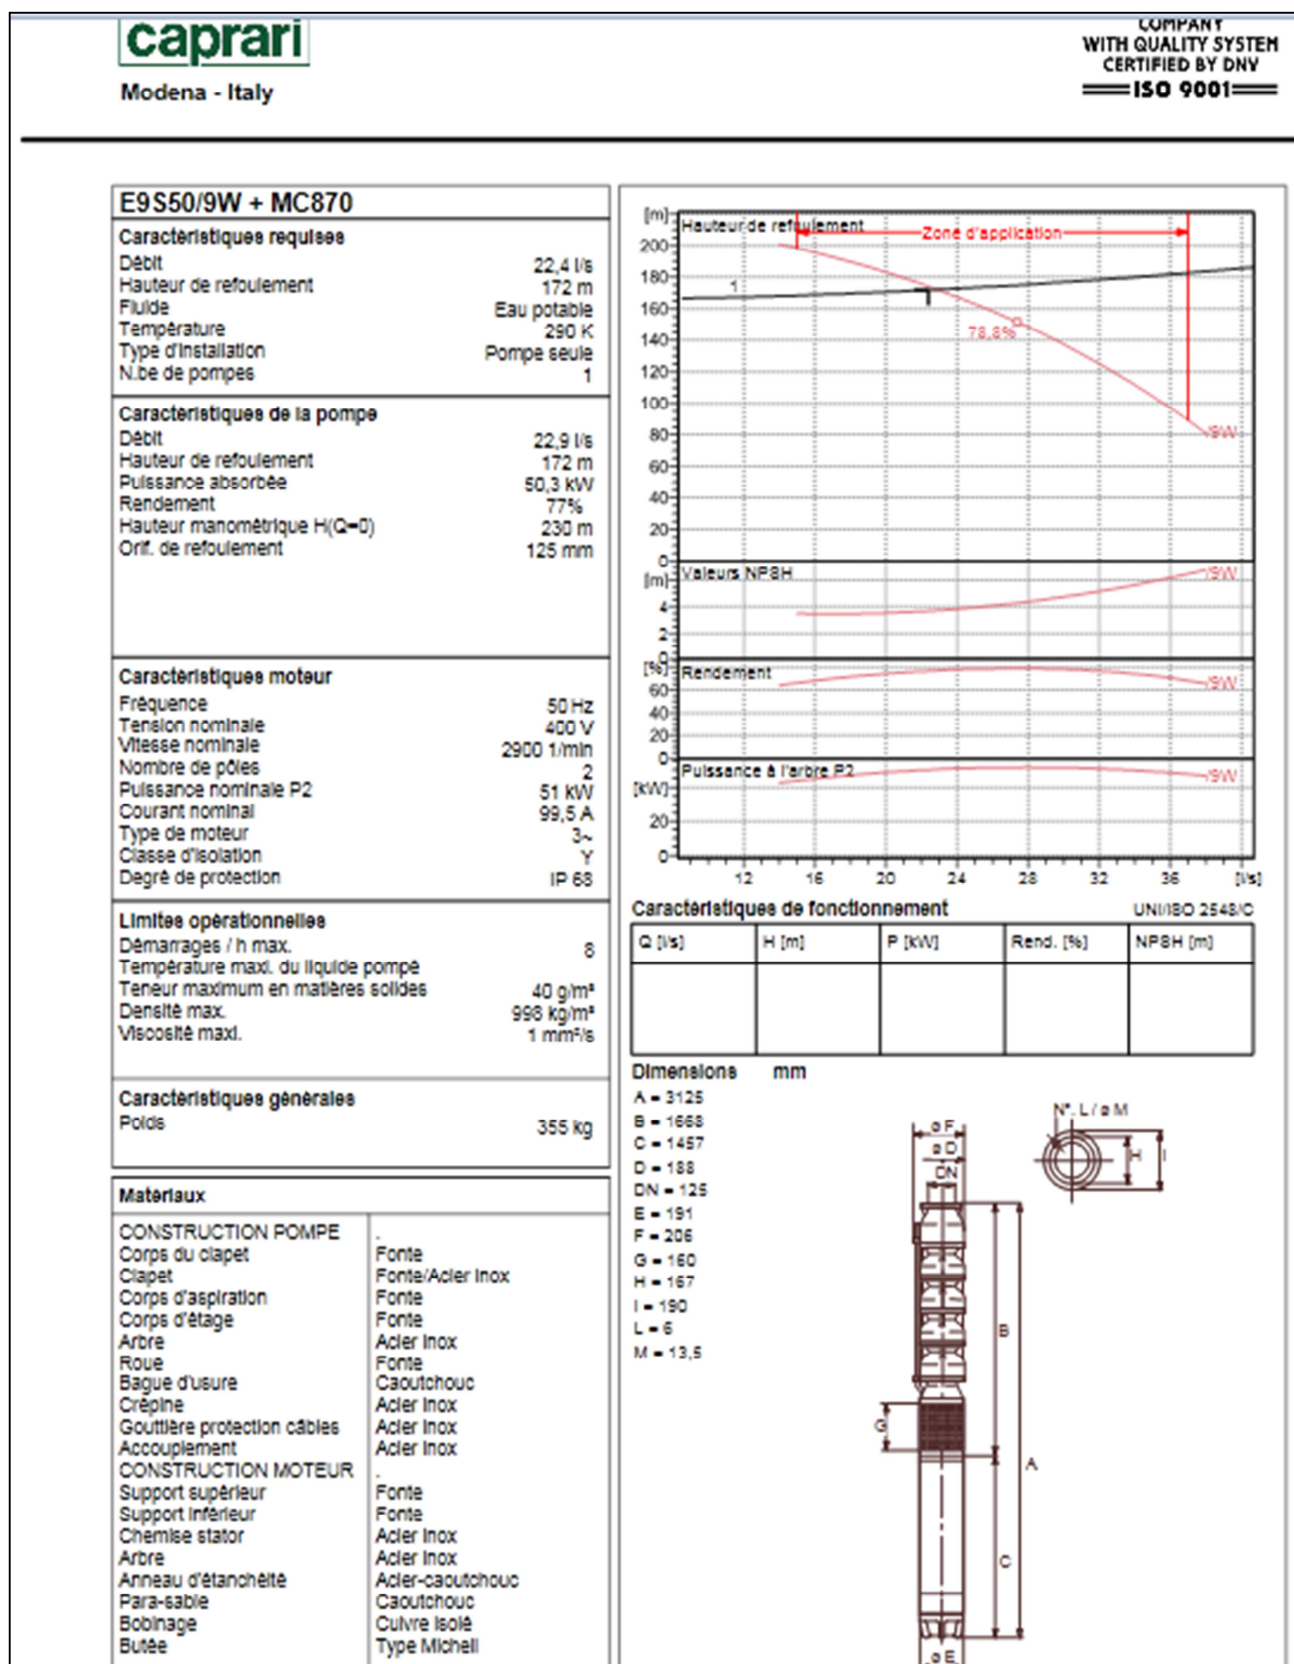 caprari
Modena - Italy
COMPANY
WITH QUALITY SYSTEM
CERTIFIED BY DNV
ISO 9001
E9S50/9W + MC870
Caractéristiques requises
Débit 22,4 l/s
Hauteur de refoulement 172 m
Fluide Eau potable
Température 290 K
Type d'installation Pompe seule
N.be de pompes 1
Caractéristiques de la pompe
Débit 22,9 l/s
Hauteur de refoulement 172 m
Puissance absorbée 50,3 kW
Rendement 77%
Hauteur manométrique H(Q=0) 230 m
Orif. de refoulement 125 mm
Caractéristiques moteur
Fréquence 50 Hz
Tension nominale 400 V
Vitesse nominale 2900 1/min
Nombre de pôles 2
Puissance nominale P2 51 kW
Courant nominal 99,5 A
Type de moteur 3~
Classe d'isolation Y
Degré de protection IP 68
Limites opérationnelles
Démarrages / h max. 8
Température maxi. du liquide pompé
Teneur maximum en matières solides 40 g/m³
Densité max. 998 kg/m³
Viscosité maxi. 1 mm²/s
Caractéristiques générales
Poids 355 kg
Matériaux
CONSTRUCTION POMPE .
Corps du clapet Fonte
Clapet Fonte/Acier Inox
Corps d'aspiration Fonte
Corps d'étage Fonte
Arbre Acier Inox
Roue Fonte
Bague d'usure Caoutchouc
Crépine Acier Inox
Gouttière protection câbles Acier Inox
Accouplement Acier Inox
CONSTRUCTION MOTEUR .
Support supérieur Fonte
Support inférieur Fonte
Chemise stator Acier Inox
Arbre Acier Inox
Anneau d'étanchéité Acier-caoutchouc
Para-sable Caoutchouc
Bobinage Cuivre isolé
Butée Type Michell
[m] Hauteur de refoulement
Zone d'application
200
180
1
160
78,8%
140
120
100
80 /9W
60
40
20
0
[m] Valeurs NPSH /9W
4
2
0
[%] Rendement
60 /9W
40
20
0
Puissance à l'arbre P2 /9W
[kW]
20
0
12 16 20 24 28 32 36 [l/s]
Caractéristiques de fonctionnement UNI/ISO 2548/C
Q [l/s] H [m] P [kW] Rend. [%] NPSH [m]
Dimensions mm
A = 3125
B = 1668
C = 1457
D = 188
DN = 125
E = 191
F = 206
G = 160
H = 167
I = 190
L = 6
M = 13,5
N°. L / ø M
ø F
ø D
DN
H
I
B
G
A
C
ø E